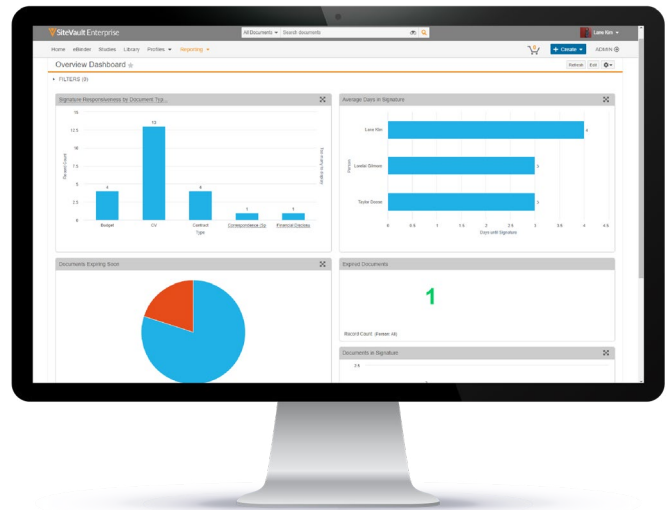 SiteVault Enterprise
All Documents Search documents
Lane Kim
Home eBinder Studies Library Profiles Reporting
+ Create ADMIN
Overview Dashboard
Refresh Edit
FILTERS (0)
Signature Responsiveness by Document Typ...
15
13
12.5
10
7.5
5
4
4
2.5
1
1
0
Record Count
Budget CV Contract Correspondence (Sp Financial Disclosu
Type
Average Days in Signature
Person
Lane Kim
4
3
Taylor
3
0 0.5 1 1.5 2 2.5 3 3.5 4 4.5
Days until Signature
Documents Expiring Soon
Expired Documents
1
Record Count (Person: All)
Documents in Signature